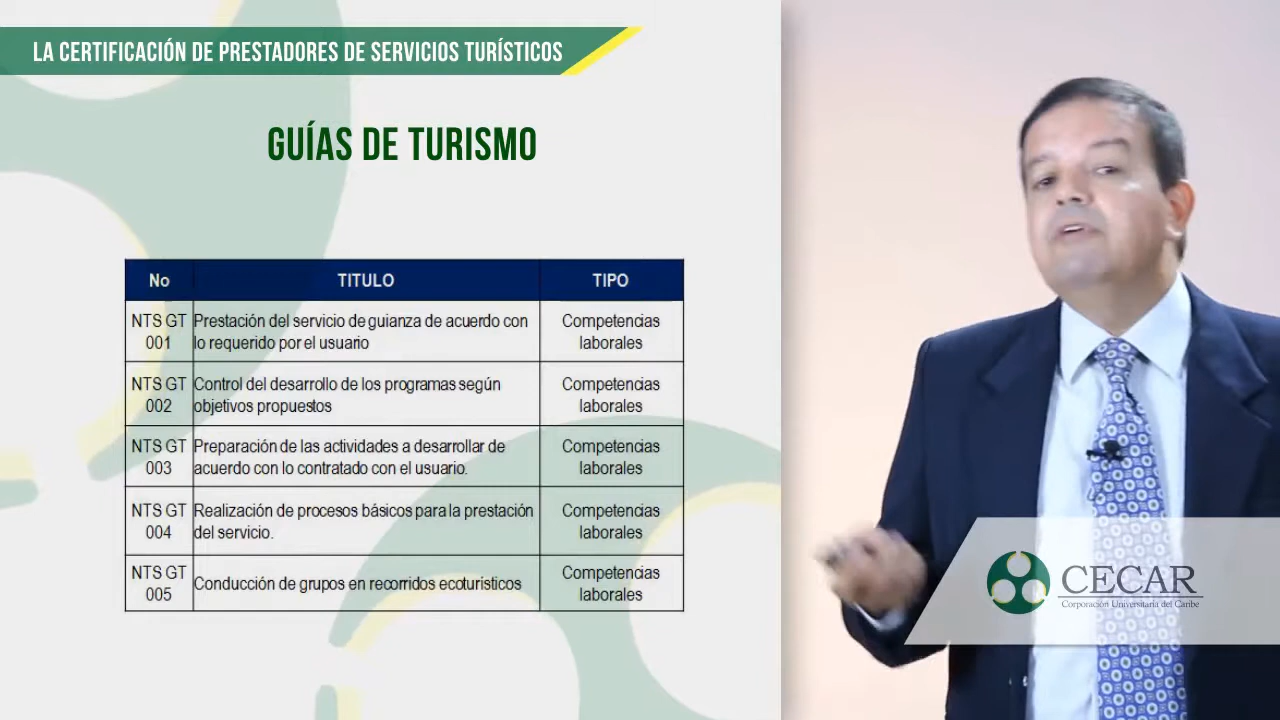 LA CERTIFICACIÓN DE PRESTADORES DE SERVICIOS TURÍSTICOS
GUÍAS DE TURISMO
No TITULO TIPO
NTS GT 001 Prestación del servicio de guianza de acuerdo con lo requerido por el usuario Competencias laborales
NTS GT 002 Control del desarrollo de los programas según objetivos propuestos Competencias laborales
NTS GT 003 Preparación de las actividades a desarrollar de acuerdo con lo contratado con el usuario. Competencias laborales
NTS GT 004 Realización de procesos básicos para la prestación del servicio. Competencias laborales
NTS GT 005 Conducción de grupos en recorridos ecoturisticos Competencias laborales
CECAR
Corporación Universitaria del Caribe